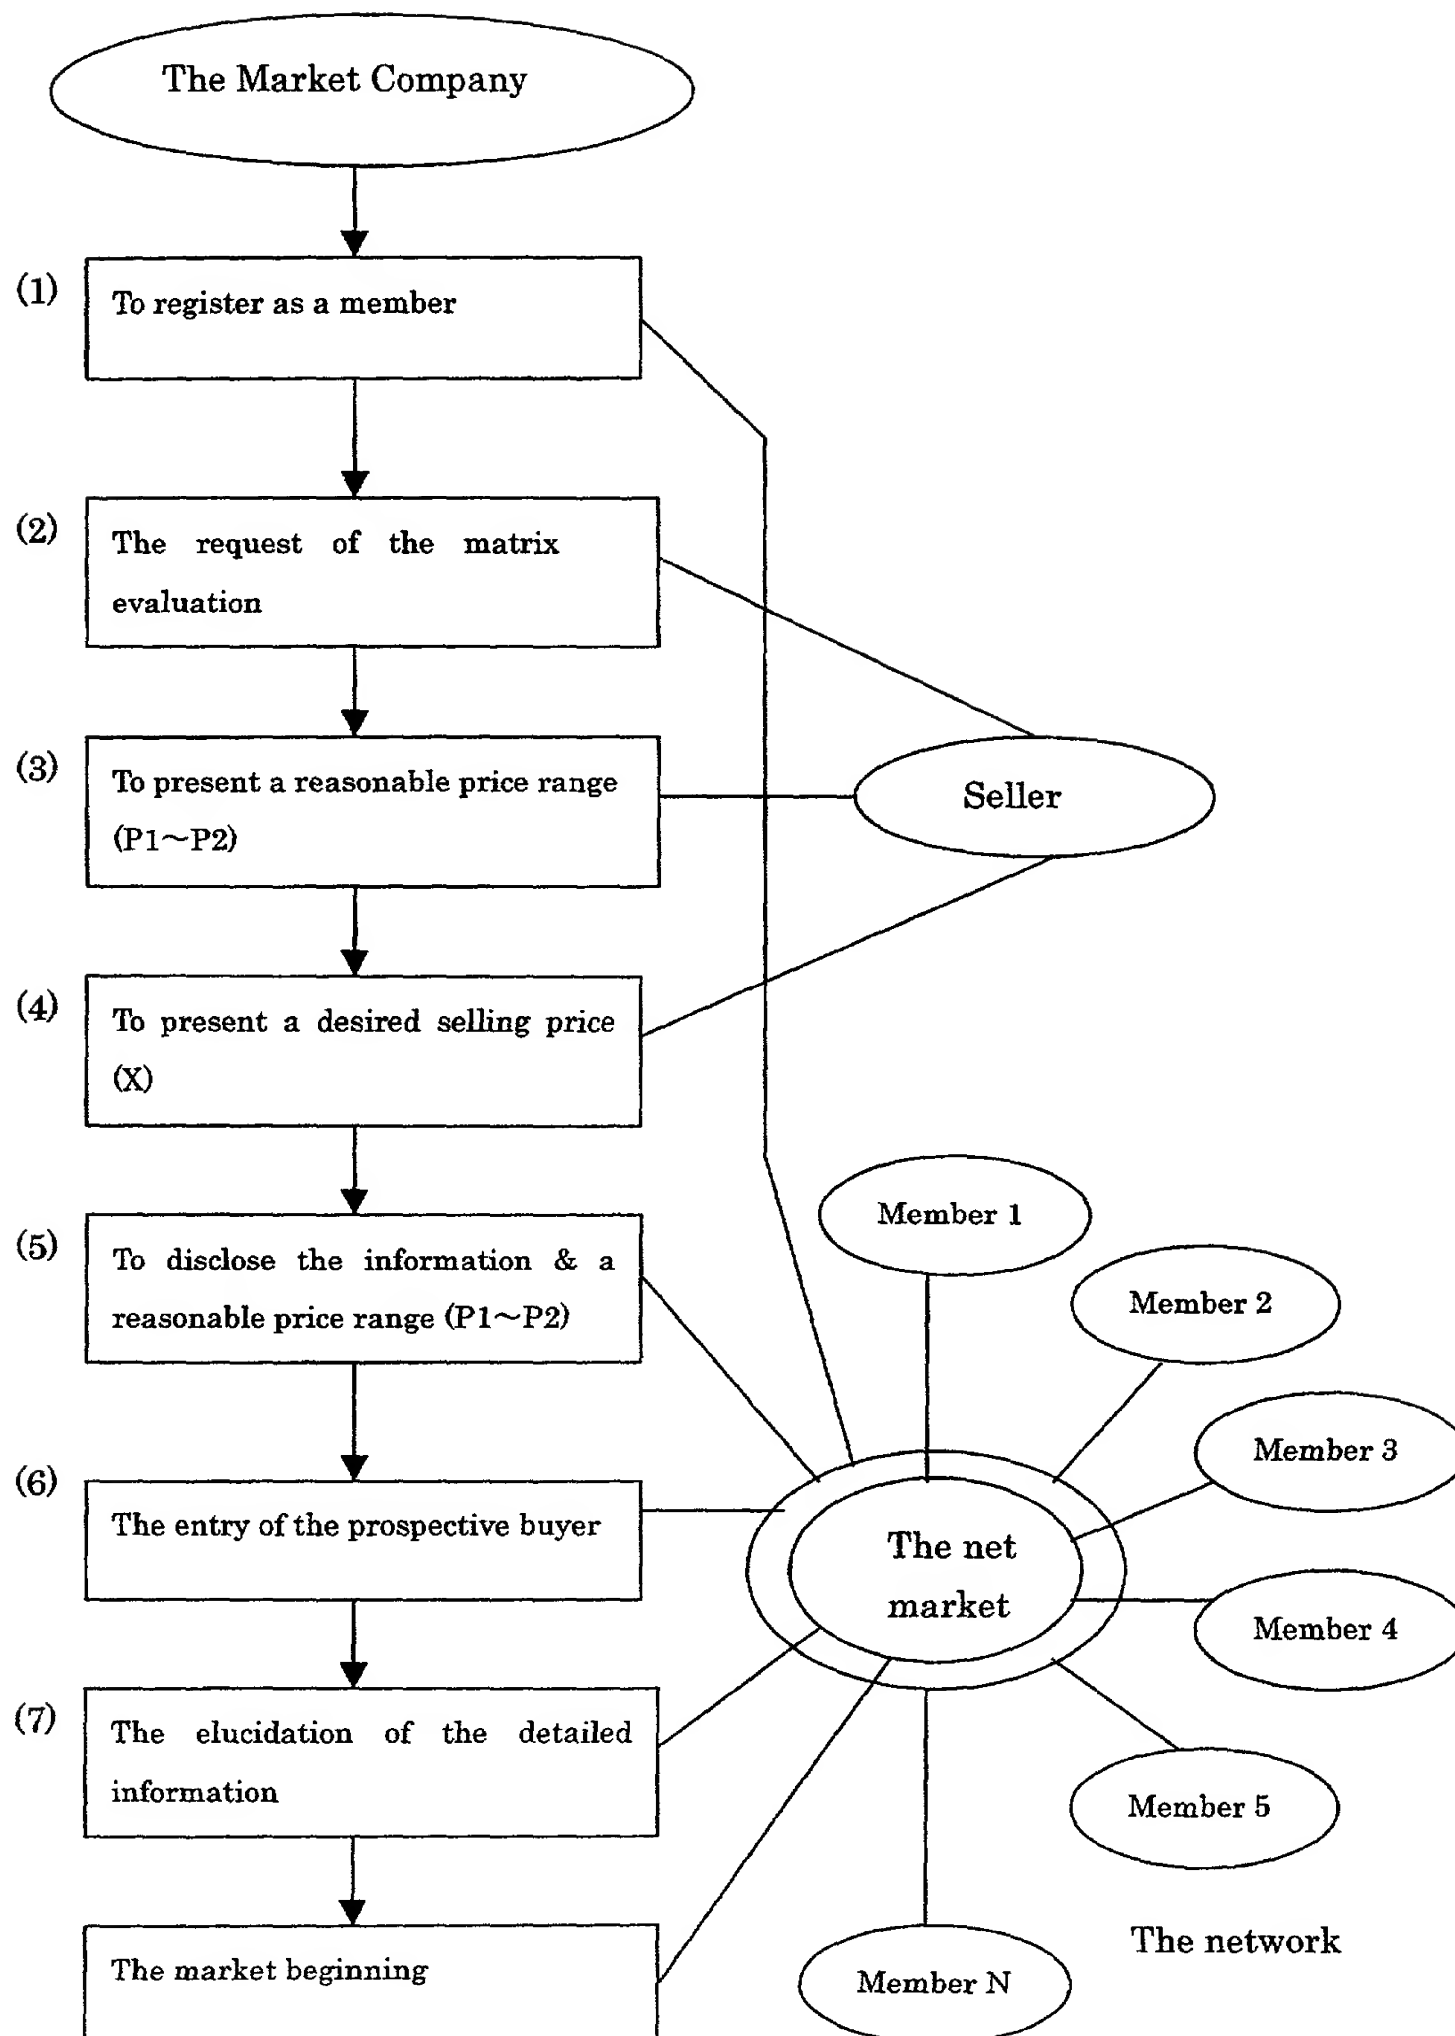 The Market Company
(1)
To register as a member
(2)
The request of the matrix
evaluation
(3)
To present a reasonable price range
(P1～P2)
Seller
(4)
To present a desired selling price
(X)
(5)
To disclose the information & a
reasonable price range (P1～P2)
Member 1
Member 2
Member 3
(6)
The entry of the prospective buyer
The net
market
Member 4
(7)
The elucidation of the detailed
information
Member 5
The network
The market beginning
Member N